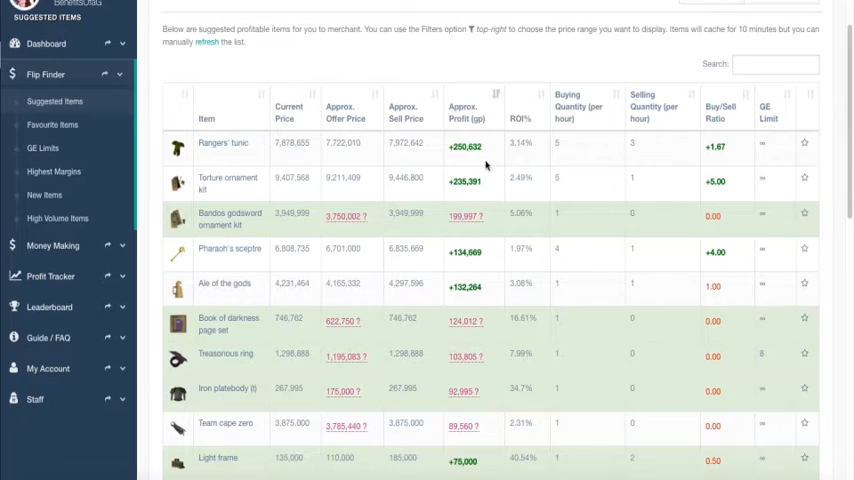 BenefitsOfaG
SUGGESTED ITEMS
Dashboard
Flip Finder
Suggested Items
Favourite Items
GE Limits
Highest Margins
New Items
High Volume Items
Money Making
Profit Tracker
Leaderboard
Guide / FAQ
My Account
Staff
Below are suggested profitable items for you to merchant. You can use the Filters option top-right to choose the price range you want to display. Items will cache for 10 minutes but you can
manually refresh the list.
Search:
Item Current Price Approx. Offer Price Approx. Sell Price Approx. Profit (gp) ROI% Buying Quantity (per hour) Selling Quantity (per hour) Buy/Sell Ratio GE Limit
Rangers' tunic 7,878,655 7,722,010 7,972,642 +250,632 3.14% 5 3 +1.67 ∞
Torture ornament kit 9,407,568 9,211,409 9,446,800 +235,391 2.49% 5 1 +5.00 ∞
Bandos godsword ornament kit 3,949,999 3,750,002 ? 3,949,999 199,997 ? 5.06% 1 0 0.00 ∞
Pharaoh's sceptre 6,808,735 6,701,000 6,835,669 +134,669 1.97% 4 1 +4.00 ∞
Ale of the gods 4,231,464 4,165,332 4,297,596 +132,264 3.08% 1 1 1.00 ∞
Book of darkness page set 746,762 622,750 ? 746,762 124,012 ? 16.61% 1 0 0.00 ∞
Treasonous ring 1,298,888 1,195,083 ? 1,298,888 103,805 ? 7.99% 1 0 0.00 8
Iron platebody (t) 267,995 175,000 ? 267,995 92,995 ? 34.7% 1 0 0.00 ∞
Team cape zero 3,875,000 3,785,440 ? 3,875,000 89,560 ? 2.31% 1 0 0.00 ∞
Light frame 135,000 110,000 185,000 +75,000 40.54% 1 2 0.50 ∞